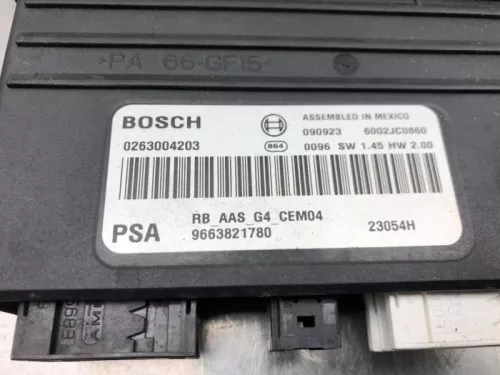 >PA 66-GF15<
BOSCH
ASSEMBLED IN MEXICO
090923 6002JC0860
0263004203
864
0096 SW 1.45 HW 2.00
RB_AAS_G4_CEM04
PSA
9663821780
23054H